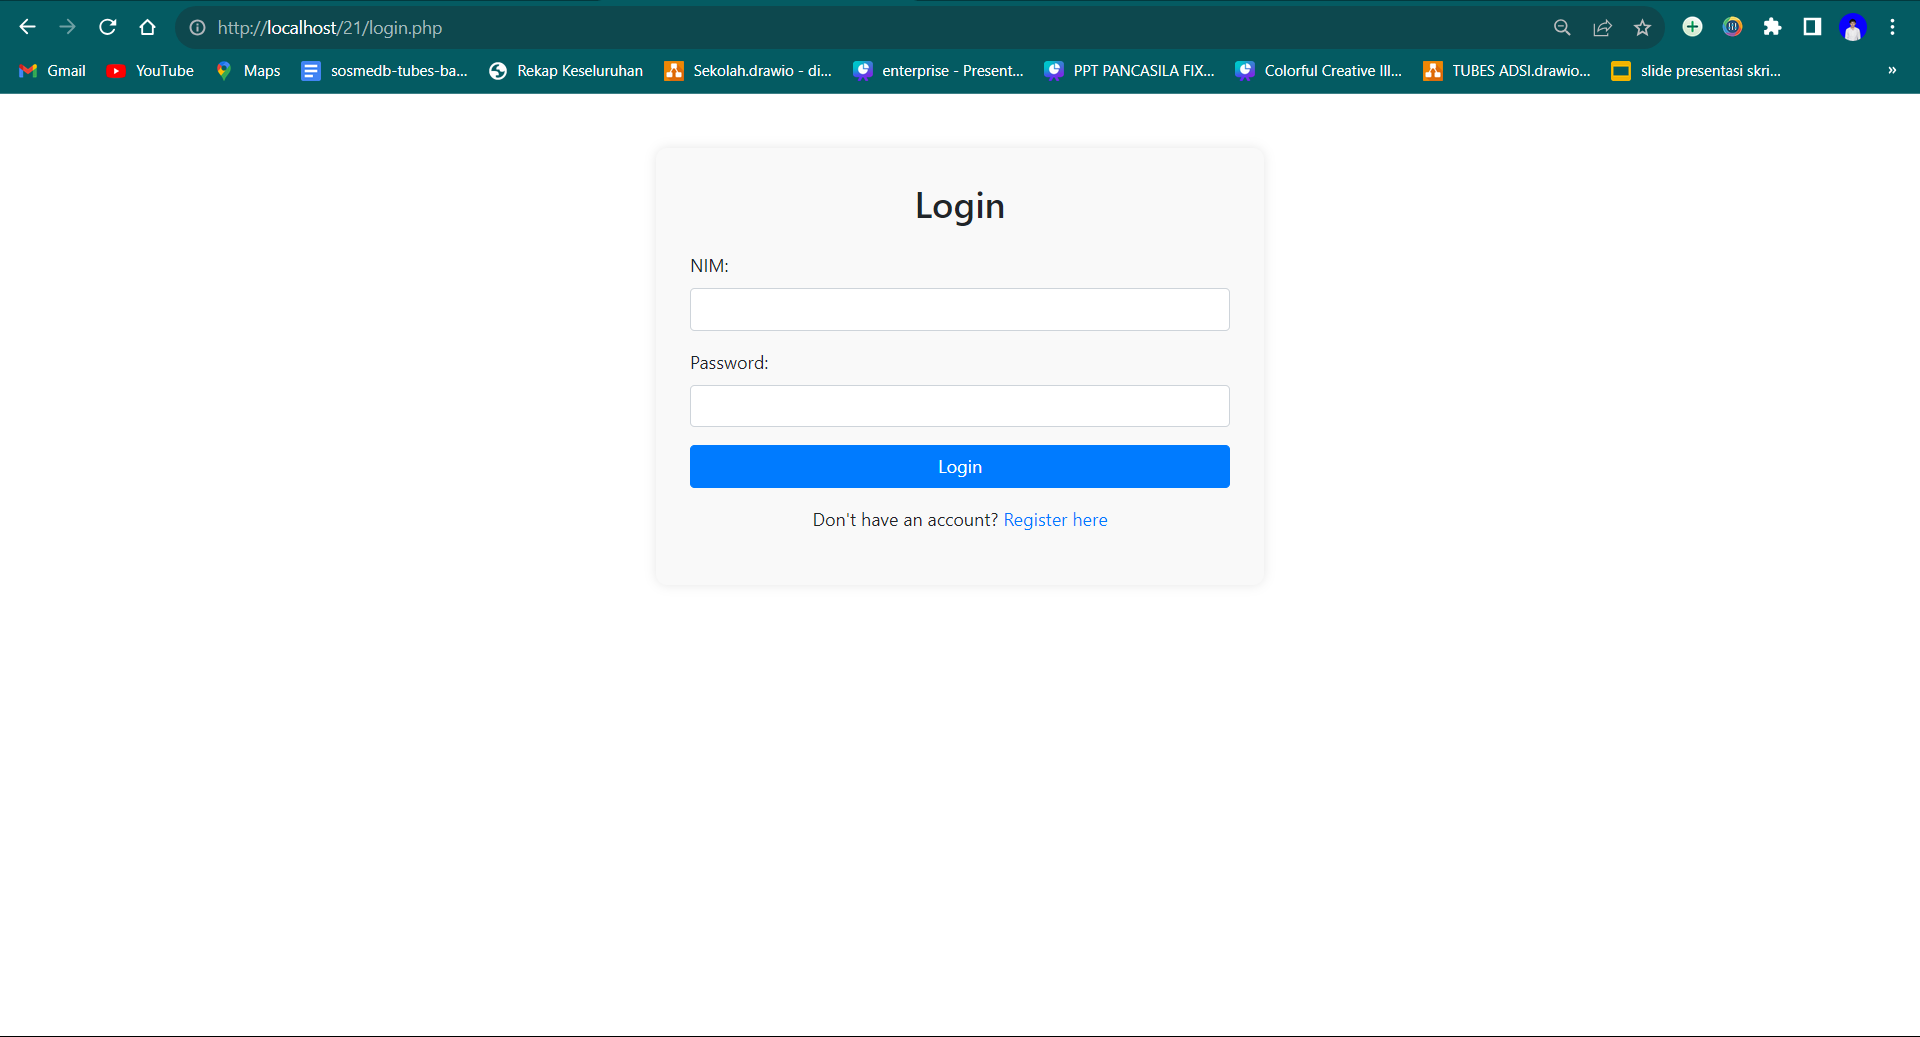 http://localhost/21/login.php
Gmail YouTube Maps sosmedb-tubes-ba... Rekap Keseluruhan Sekolah.drawio - di... enterprise - Present... PPT PANCASILA FIX... Colorful Creative Ill... TUBES ADSI.drawio... slide presentasi skri... »
Login
NIM:
Password:
Login
Don't have an account? Register here